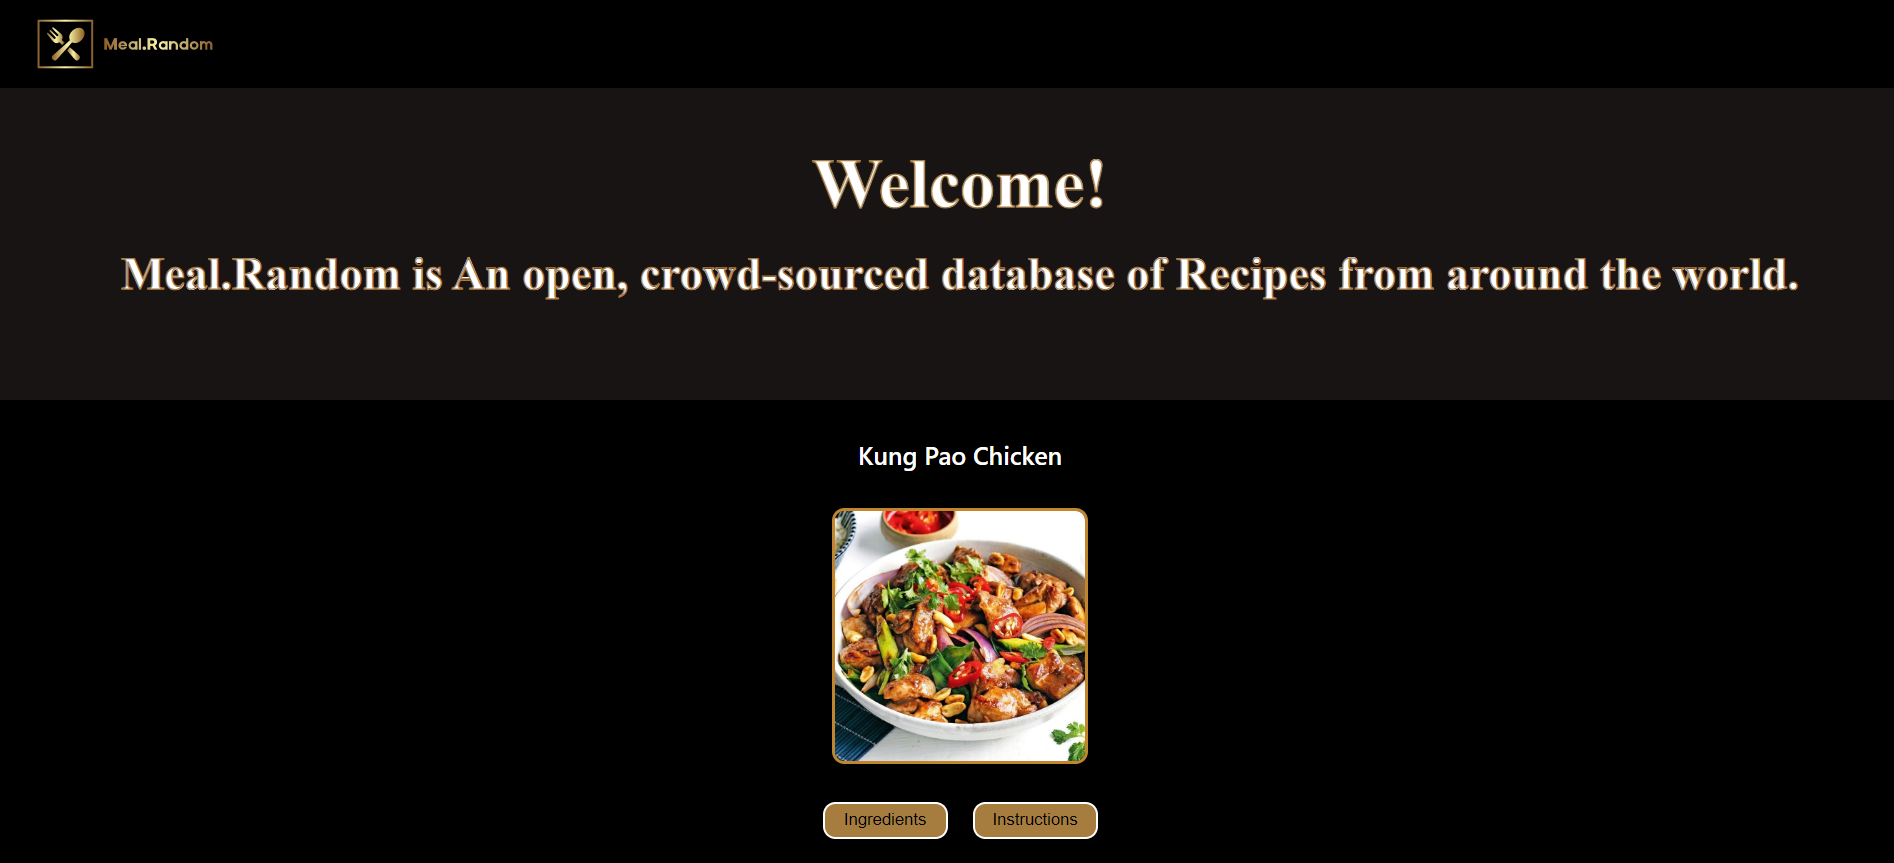 Meal.Random
Welcome!
Meal.Random is An open, crowd-sourced database of Recipes from around the world.
Kung Pao Chicken
Ingredients
Instructions